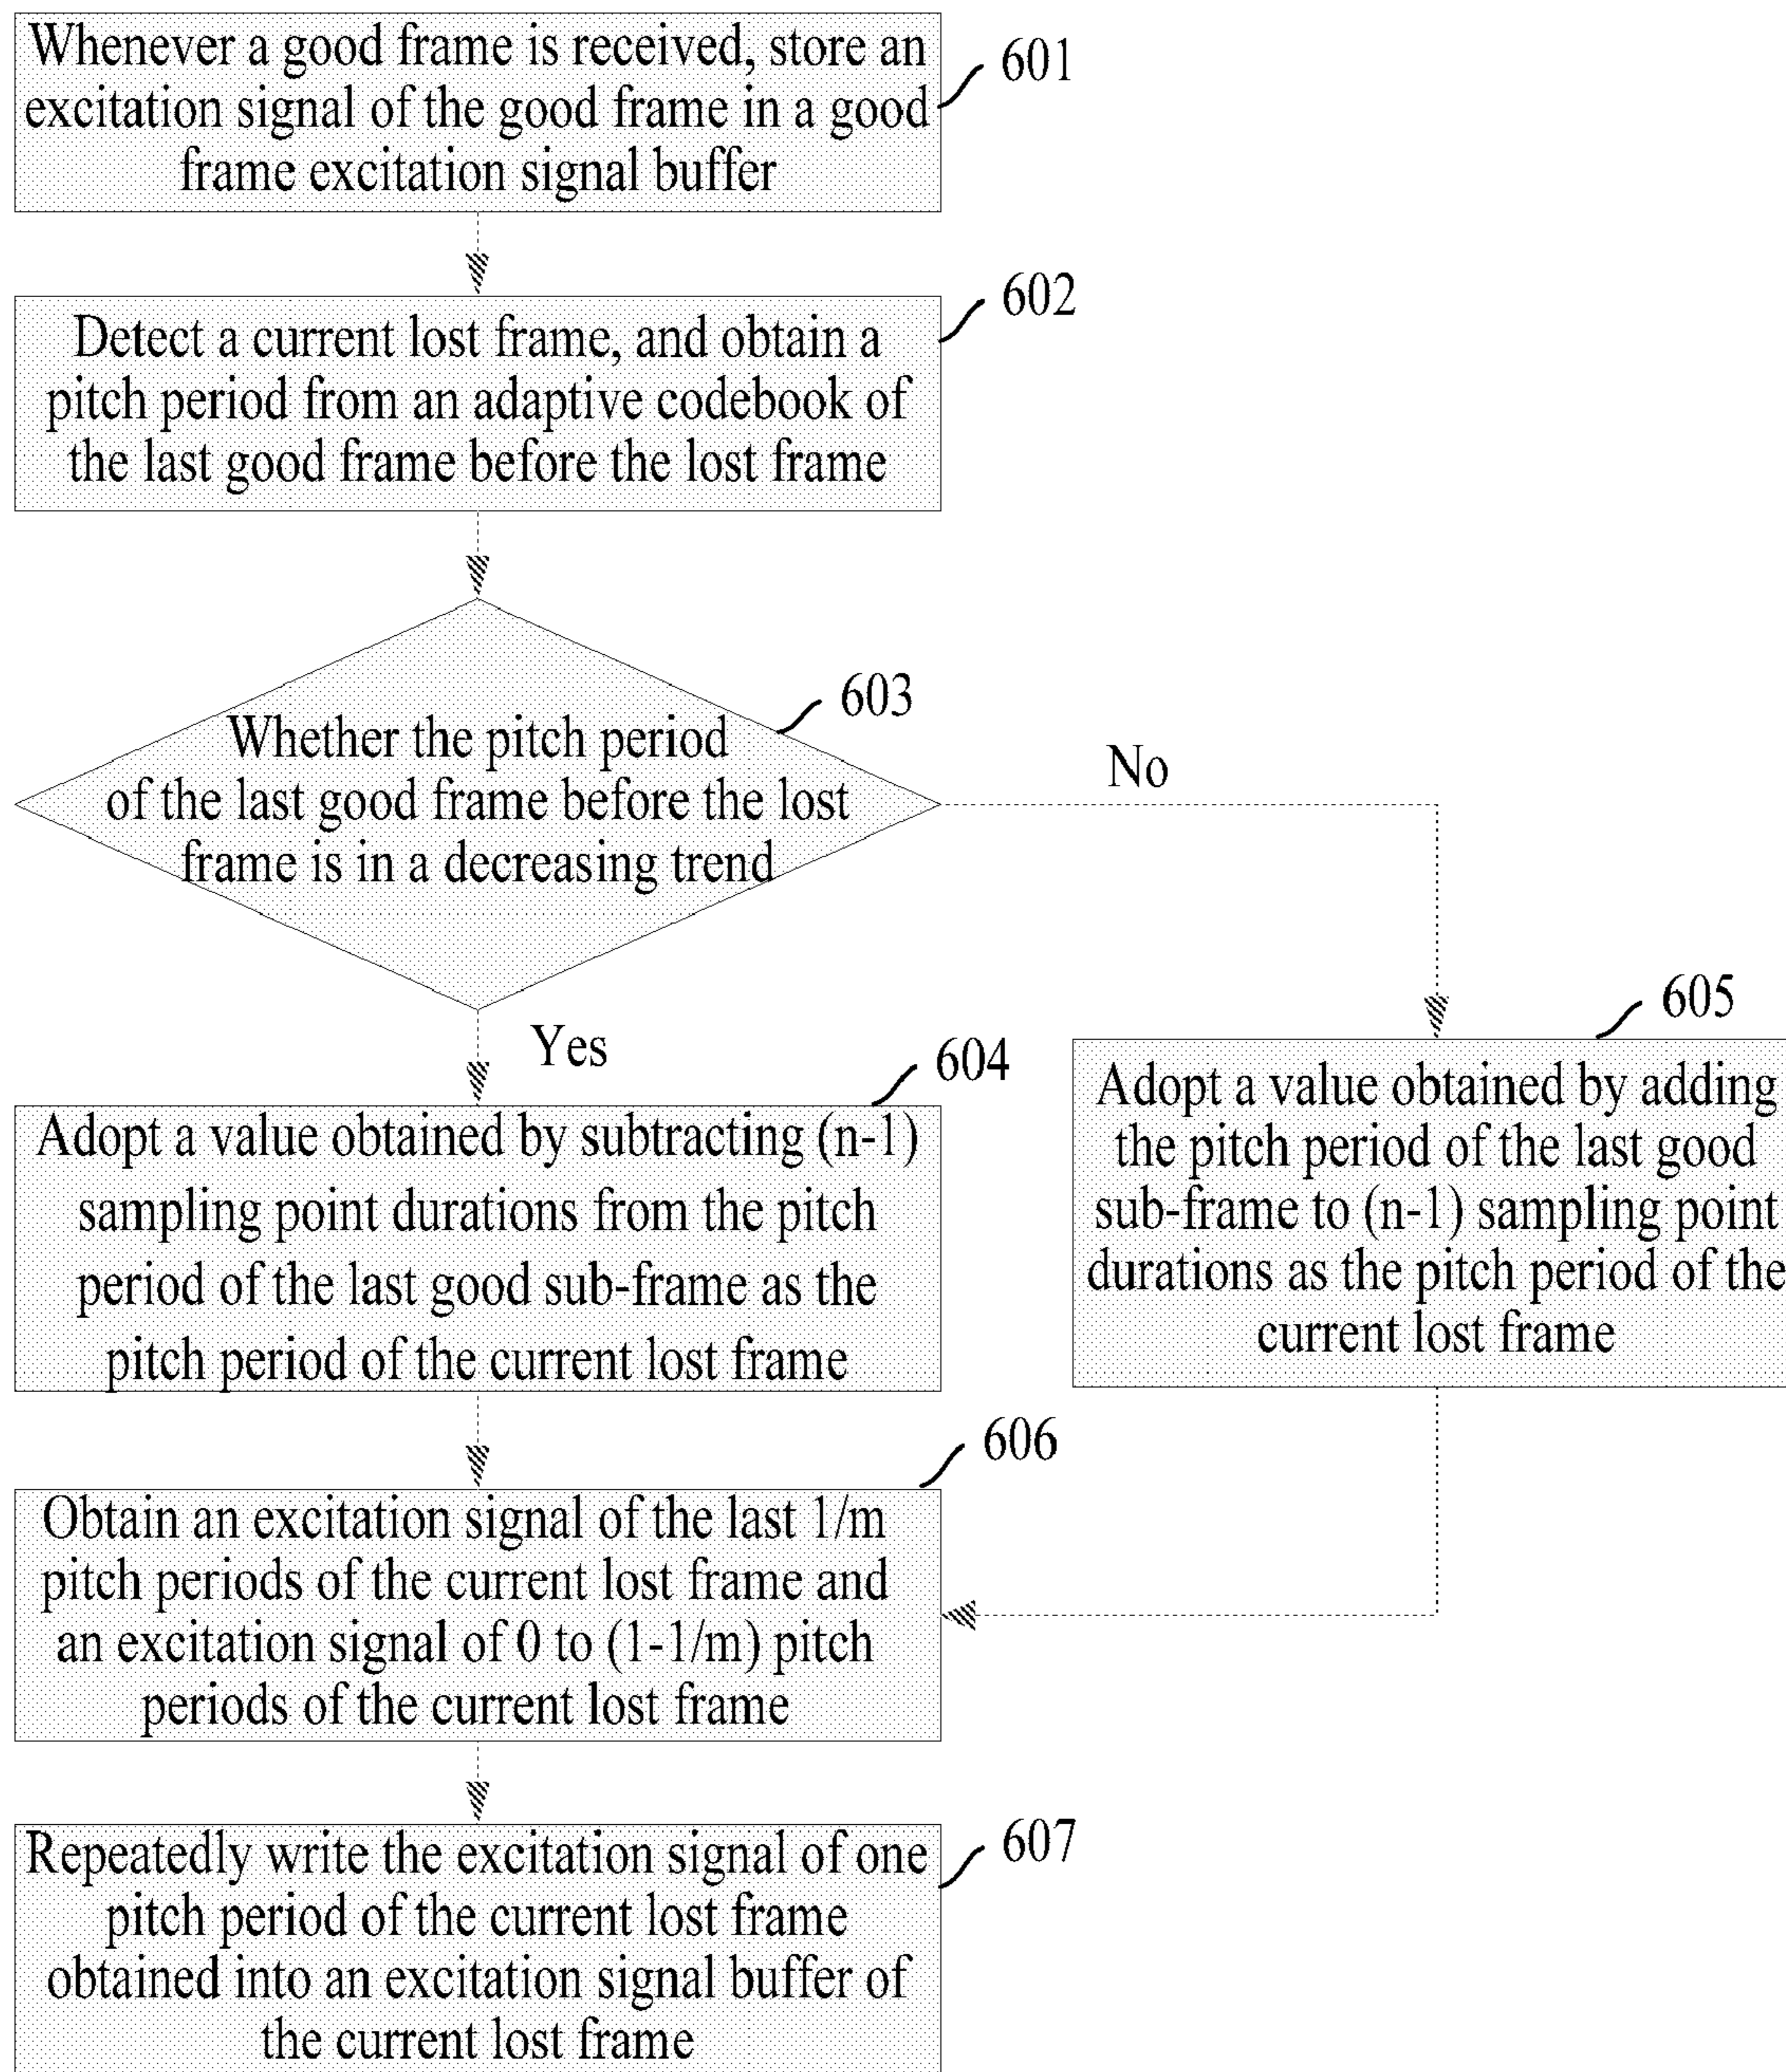 Whenever a good frame is received, store an
excitation signal of the good frame in a good
frame excitation signal buffer
601
Detect a current lost frame, and obtain a
pitch period from an adaptive codebook of
the last good frame before the lost frame
602
Whether the pitch period
of the last good frame before the lost
frame is in a decreasing trend
603
No
Yes
Adopt a value obtained by subtracting (n-1)
sampling point durations from the pitch
period of the last good sub-frame as the
pitch period of the current lost frame
604
Adopt a value obtained by adding
the pitch period of the last good
sub-frame to (n-1) sampling point
durations as the pitch period of the
current lost frame
605
Obtain an excitation signal of the last 1/m
pitch periods of the current lost frame and
an excitation signal of 0 to (1-1/m) pitch
periods of the current lost frame
606
Repeatedly write the excitation signal of one
pitch period of the current lost frame
obtained into an excitation signal buffer of
the current lost frame
607